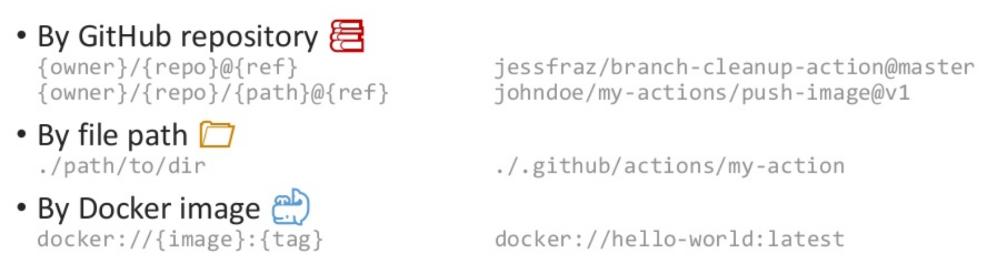 • By GitHub repository
{owner}/{repo}@{ref} jessfraz/branch-cleanup-action@master
{owner}/{repo}/{path}@{ref} johndoe/my-actions/push-image@v1
• By file path
./path/to/dir ./.github/actions/my-action
• By Docker image
docker://{image}:{tag} docker://hello-world:latest